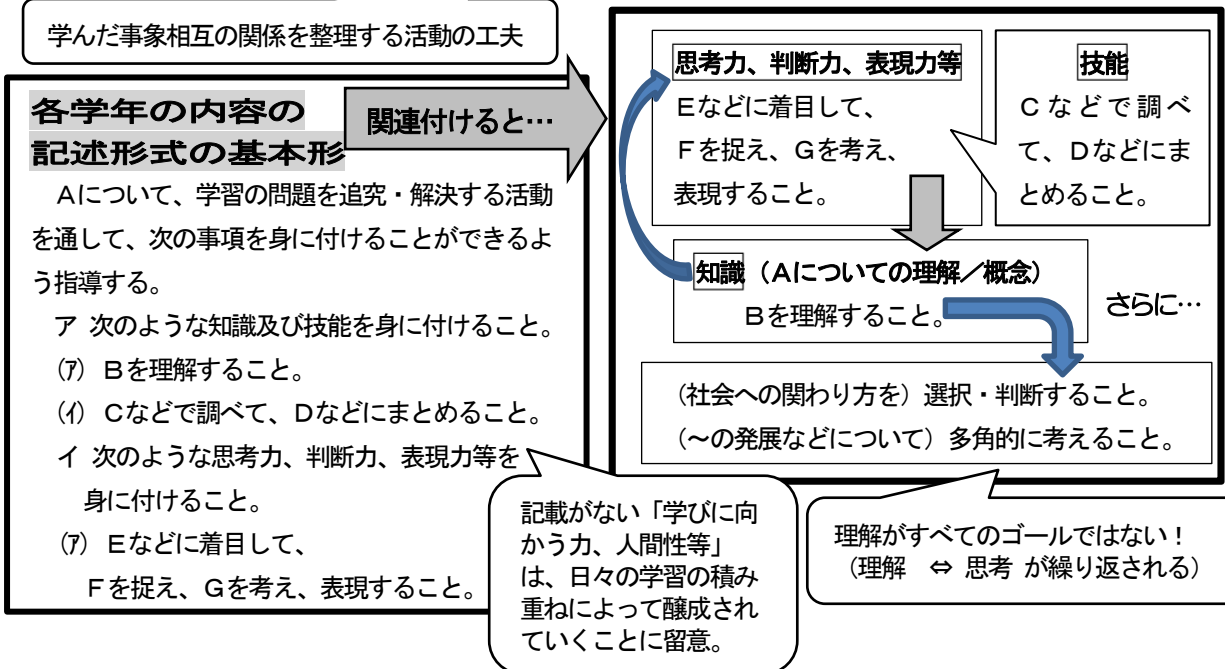 学んだ事象相互の関係を整理する活動の工夫
各学年の内容の
記述形式の基本形
関連付けると…
Aについて、学習の問題を追究・解決する活動
を通して、次の事項を身に付けることができるよ
う指導する。
ア 次のような知識及び技能を身に付けること。
(ｱ) Bを理解すること。
(ｲ) Cなどで調べて、Dなどにまとめること。
イ 次のような思考力、判断力、表現力等を
身に付けること。
(ｱ) Eなどに着目して、
Fを捉え、Gを考え、表現すること。
記載がない「学びに向
かう力、人間性等」
は、日々の学習の積み
重ねによって醸成され
ていくことに留意。
思考力、判断力、表現力等
Eなどに着目して、
Fを捉え、Gを考え、
表現すること。
技能
Cなどで調べ
て、Dなどにま
とめること。
知識（Aについての理解／概念）
Bを理解すること。
さらに…
（社会への関わり方を）選択・判断すること。
（～の発展などについて）多角的に考えること。
理解がすべてのゴールではない！
（理解 ⇔ 思考 が繰り返される）